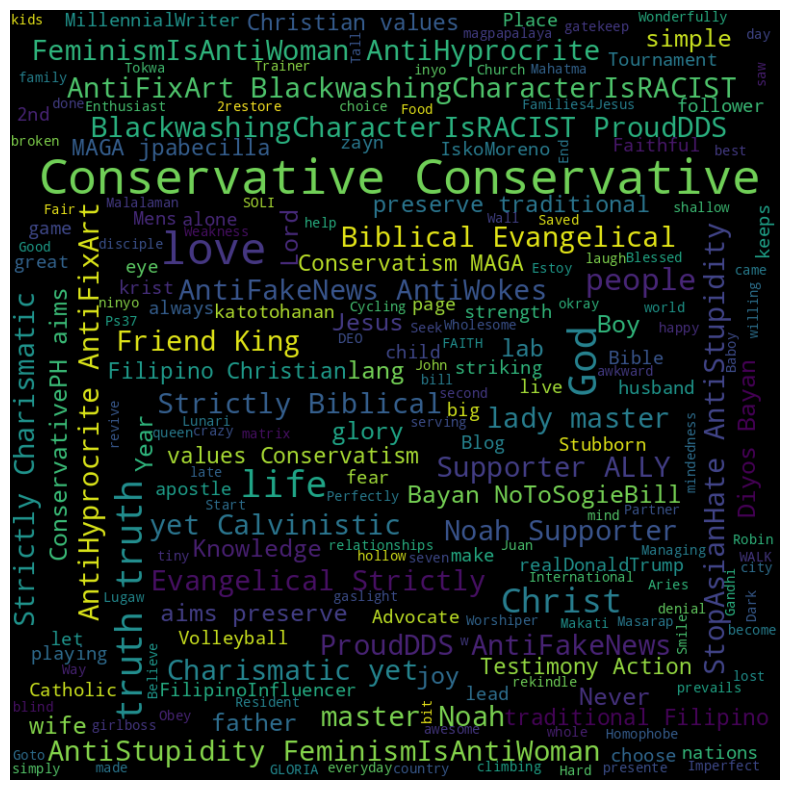 kids MillennialWriter Christian values Place Wonderfully
magpapalaya gatekeep day
FeminismIsAntiWoman Tall AntiHyprocrite simple
family Tokwa Trainer inyo Church Mahatma Tournament saw
AntiFixArt BlackwashingCharacterIsRACIST
2nd done Enthusiast 2restore choice Food Families4Jesus follower
BlackwashingCharacterIsRACIST ProudDDS
broken MAGA jpabecilla zayn IskoMoreno End Faithful best
Conservative Conservative
Fair Malalaman SOLI preserve traditional shallow keeps
game Mens alone Lord help Wall Saved
Good disciple Weakness love Biblical Evangelical
great eye Conservatism MAGA Estoy laugh Blessed came
krist AntiFakeNews AntiWokes people willing
ninyo always katotohanan Cycling page strength okray world
Ps37 DEO Jesus Seek Wholesome Boy happy
Friend King child FAITH lab God Bible awkward Baboy
Filipino Christian lang John striking husband
bill second live
Strictly Biblical big lady master
revive Lunari glory serving Stubborn
queen crazy matrix Blog
Year values Conservatism Supporter ALLY mindedness
late fear
apostle life Perfectly Bayan NoToSogieBill
Start mind Partner
yet Calvinistic Noah Supporter
Knowledge relationships Juan Robin
tiny hollow seven make Managing WALK
realDonaldTrump city
Evangelical Strictly International Aries
gaslight Christ denial Gandhi Dark
Lugaw aims preserve Advocate Worshiper Makati Masarap become
let Volleyball ProudDDS w AntiFakeNews Smile
playing
Way Believe Charismatic yet joy Testimony Action lost
Catholic FilipinoInfluencer lead rekindle Never prevails
blind Resident bit
wife girlboss Obey father master Noah traditional Filipino
awesome whole Homophobe
AntiStupidity FeminismIsAntiWoman choose nations
Goto
simply made GLORIA everyday country climbing Hard presente Imperfect
Strictly Charismatic
ConservativePH aims
AntiHyprocrite AntiFixArt
truth truth
StopAsianHate AntiStupidity
Diyos Bayan